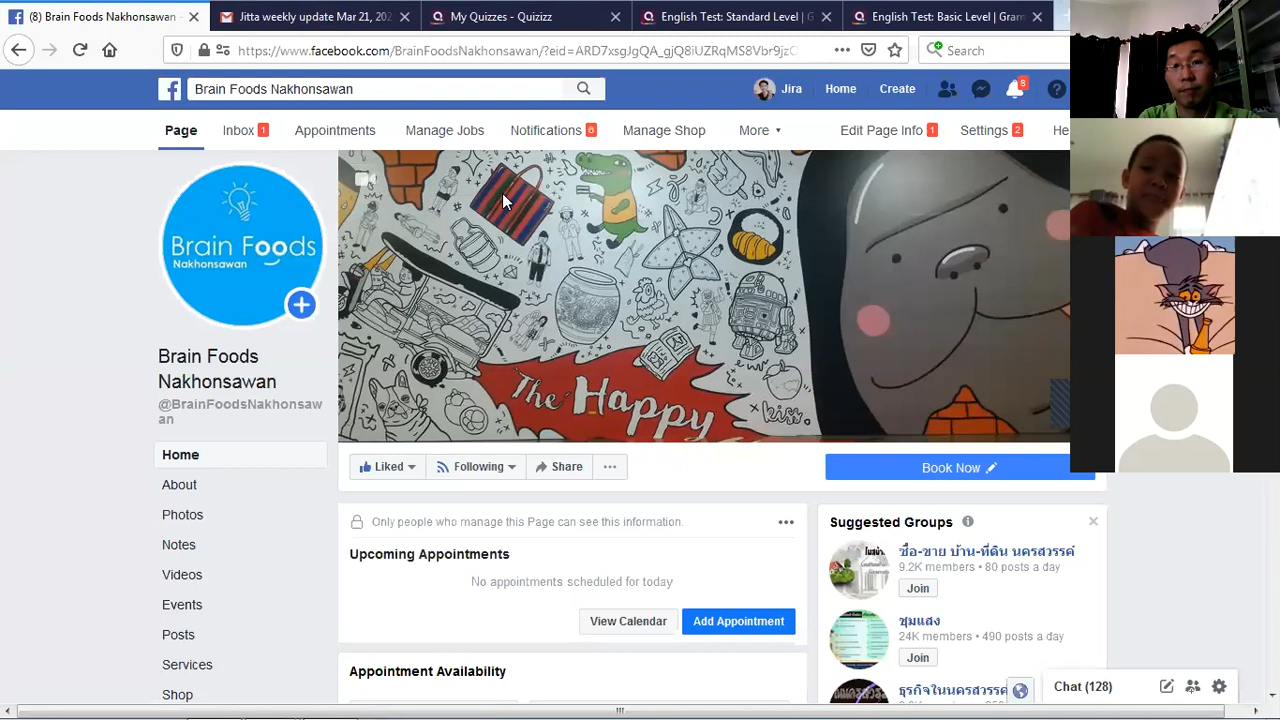 (8) Brain Foods Nakhonsawan -
Jitta weekly update Mar 21, 202
My Quizzes - Quizizz
English Test: Standard Level | G
English Test: Basic Level | Gram
https://www.facebook.com/BrainFoodsNakhonsawan/?eid=ARD7xsgJgQA_gjQ8iUZRqMS8Vbr9jzC
Search
Brain Foods Nakhonsawan
Jira
Home
Create
8
Page
Inbox 1
Appointments
Manage Jobs
Notifications 6
Manage Shop
More
Edit Page Info 1
Settings 2
He
Brain Foods
Nakhonsawan
The Happy
kiss.
Brain Foods
Nakhonsawan
@BrainFoodsNakhonsaw
an
Liked
Following
Share
Book Now
Home
About
Photos
Notes
Videos
Events
Posts
Services
Shop
Only people who manage this Page can see this information.
Upcoming Appointments
No appointments scheduled for today
View Calendar
Add Appointment
Appointment Availability
Suggested Groups
ซื้อ-ขาย บ้าน-ที่ดิน นครสวรรค์
9.2K members • 80 posts a day
Join
ชุมแสง
24K members • 490 posts a day
Join
ธุรกิจในนครสวรรค์
Chat (128)